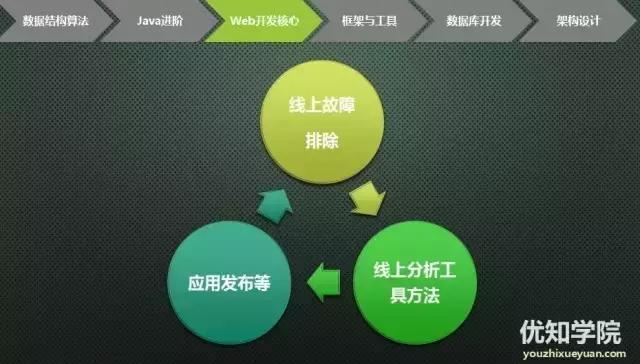 数据结构算法
Java进阶
Web开发核心
框架与工具
数据库开发
架构设计
线上故障
排除
应用发布等
线上分析工
具方法
优知学院
youzhixueyuan.com